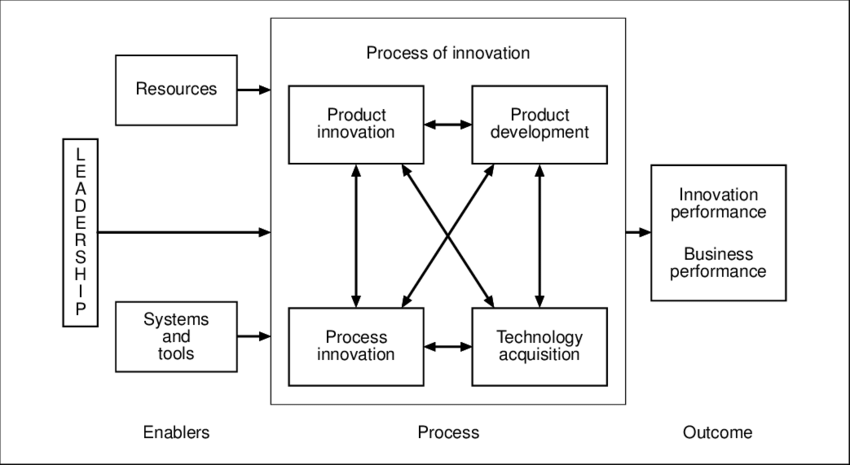 Process of innovation
Resources
Product
innovation
Product
development
LEADERSHIP
Innovation
performance
Business
performance
Systems
and
tools
Process
innovation
Technology
acquisition
Enablers
Process
Outcome